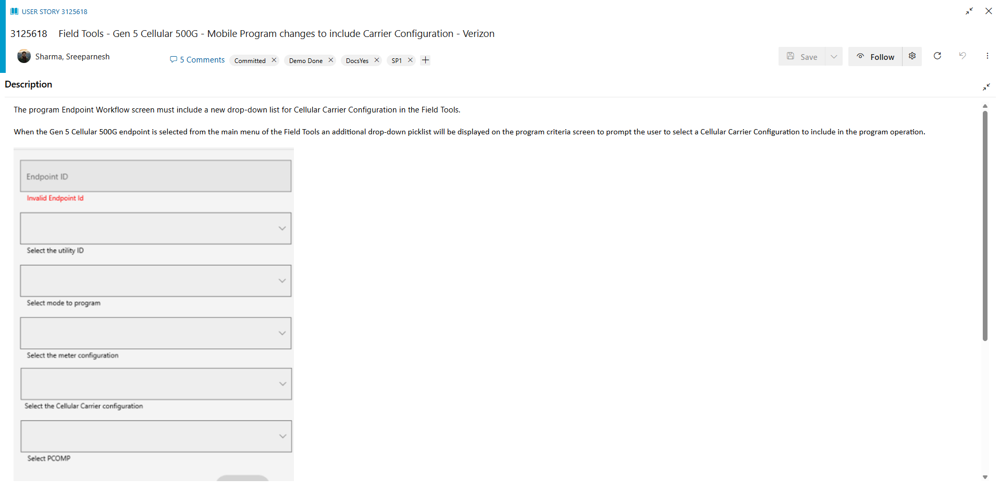 USER STORY 3125618
3125618 Field Tools - Gen 5 Cellular 500G - Mobile Program changes to include Carrier Configuration - Verizon
Sharma, Sreeparnesh
5 Comments
Committed
Demo Done
DocsYes
SP1
Save
Follow
Description
The program Endpoint Workflow screen must include a new drop-down list for Cellular Carrier Configuration in the Field Tools.
When the Gen 5 Cellular 500G endpoint is selected from the main menu of the Field Tools an additional drop-down picklist will be displayed on the program criteria screen to prompt the user to select a Cellular Carrier Configuration to include in the program operation.
Endpoint ID
Invalid Endpoint Id
Select the utility ID
Select mode to program
Select the meter configuration
Select the Cellular Carrier configuration
Select PCOMP